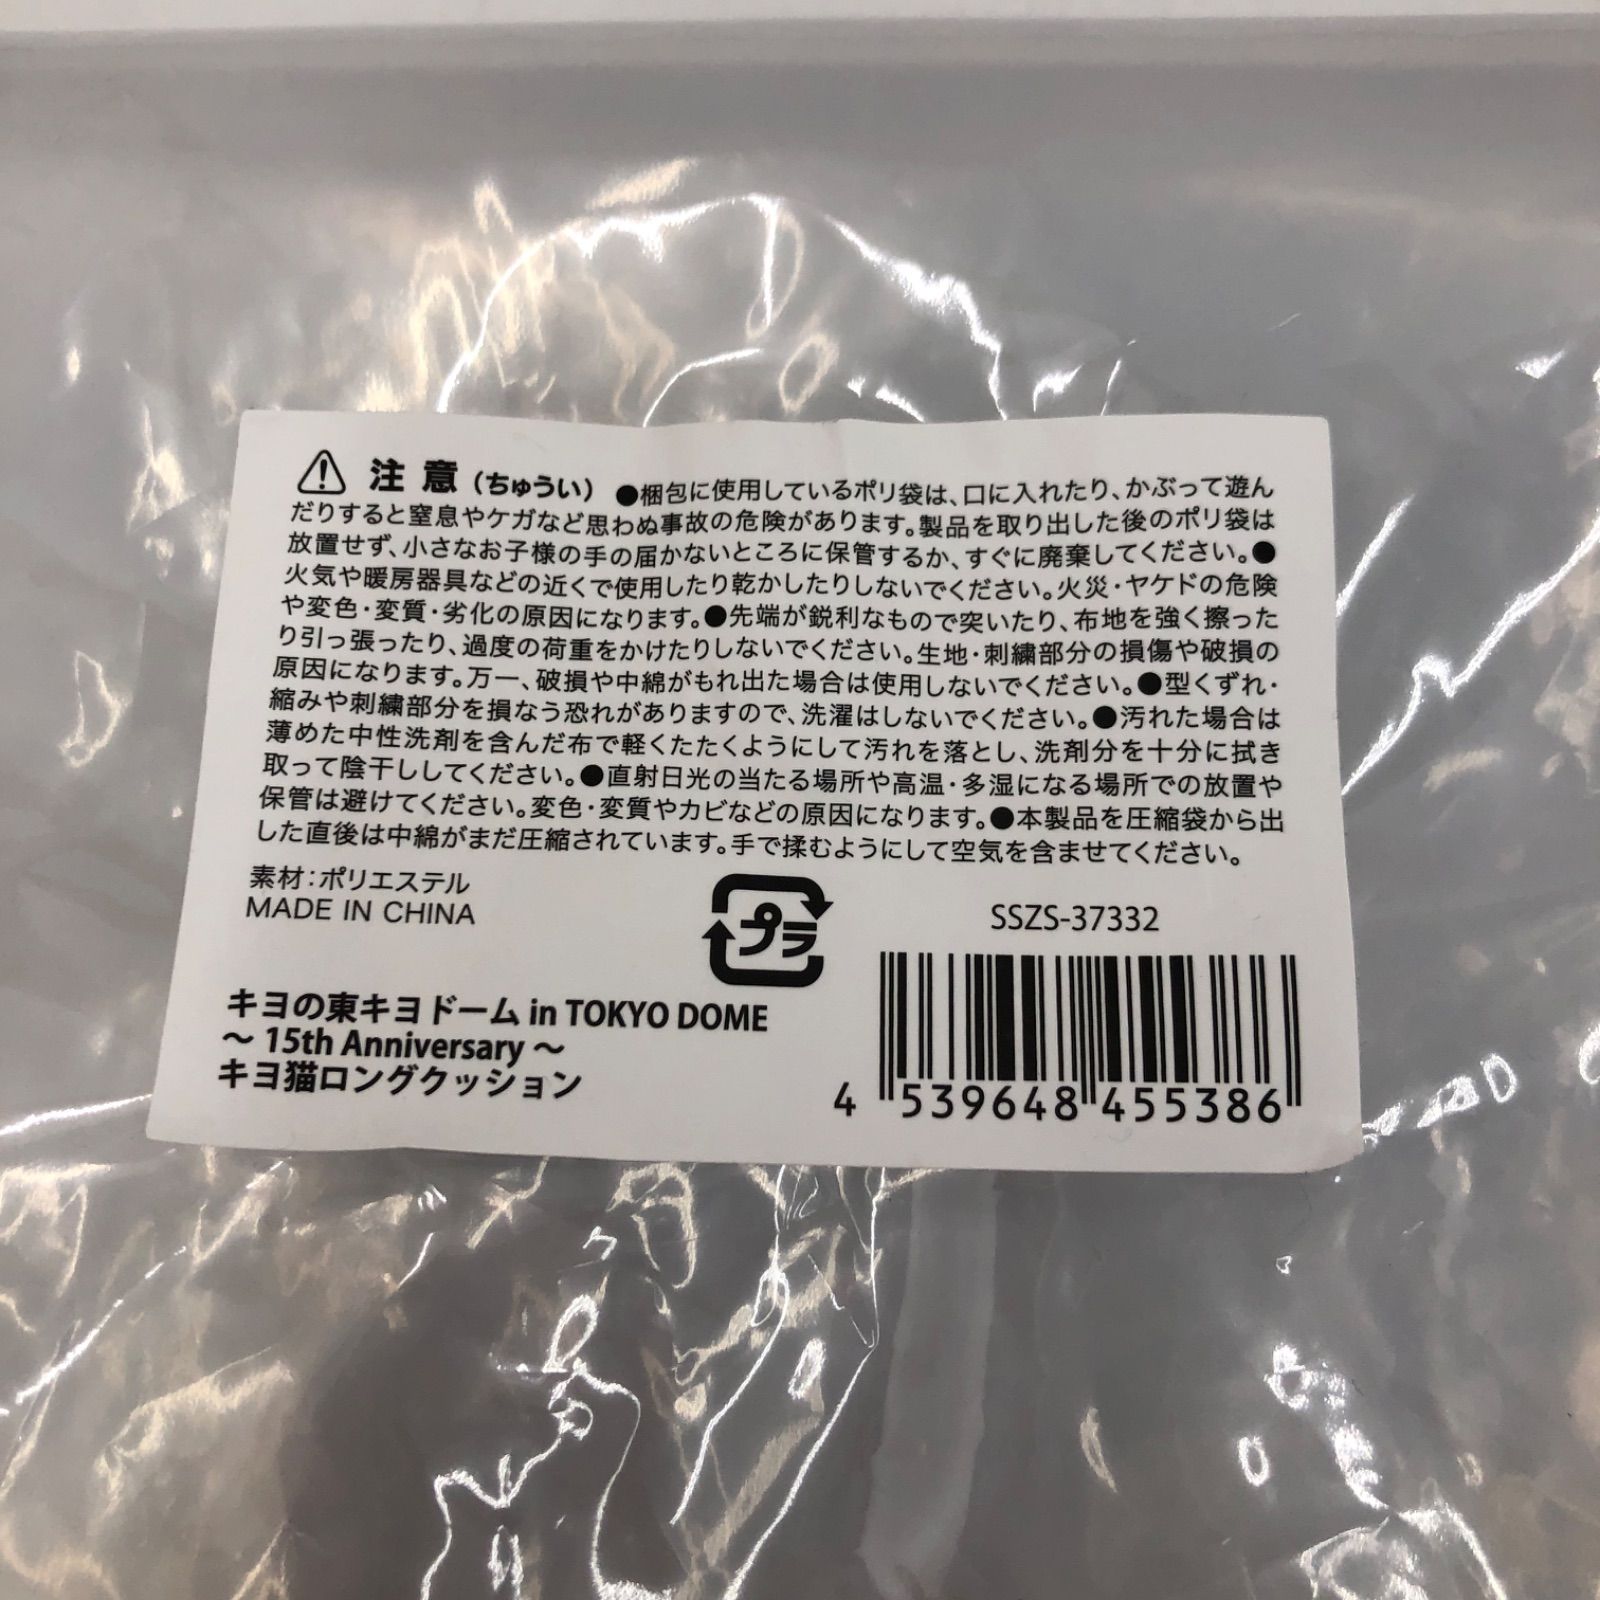 注意（ちゅうい）●梱包に使用しているポリ袋は、口に入れたり、かぶって遊ん
だりすると窒息やケガなど思わぬ事故の危険があります。製品を取り出した後のポリ袋は
放置せず、小さなお子様の手の届かないところに保管するか、すぐに廃棄してください。●
火気や暖房器具などの近くで使用したり乾かしたりしないでください。火災・ヤケドの危険
や変色・変質・劣化の原因になります。●先端が鋭利なもので突いたり、布地を強く擦った
り引っ張ったり、過度の荷重をかけたりしないでください。生地・刺繍部分の損傷や破損の
原因になります。万一、破損や中綿がもれ出た場合は使用しないでください。●型くずれ・
縮みや刺繍部分を損なう恐れがありますので、洗濯はしないでください。●汚れた場合は
薄めた中性洗剤を含んだ布で軽くたたくようにして汚れを落とし、洗剤分を十分に拭き
取って陰干ししてください。●直射日光の当たる場所や高温・多湿になる場所での放置や
保管は避けてください。変色・変質やカビなどの原因になります。●本製品を圧縮袋から出
した直後は中綿がまだ圧縮されています。手で揉むようにして空気を含ませてください。
素材：ポリエステル
MADE IN CHINA
プラ
SSZS-37332
キヨの東キヨドーム in TOKYO DOME
～ 15th Anniversary ～
キヨ猫ロングクッション
4 539648 455386